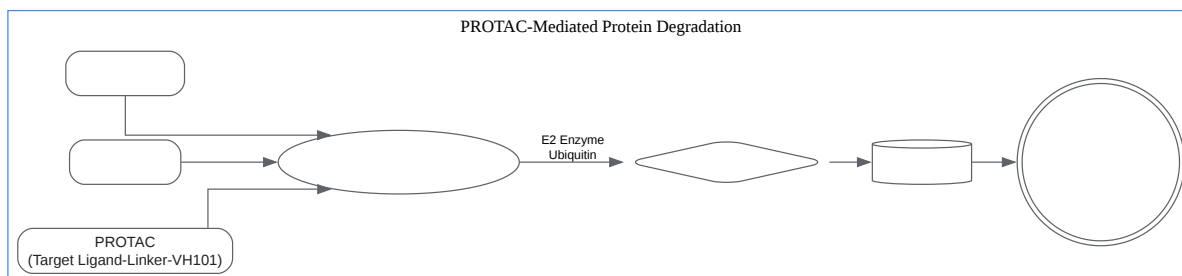 PROTAC-Mediated Protein Degradation
E2 Enzyme
Ubiquitin
PROTAC
(Target Ligand-Linker-VH101)